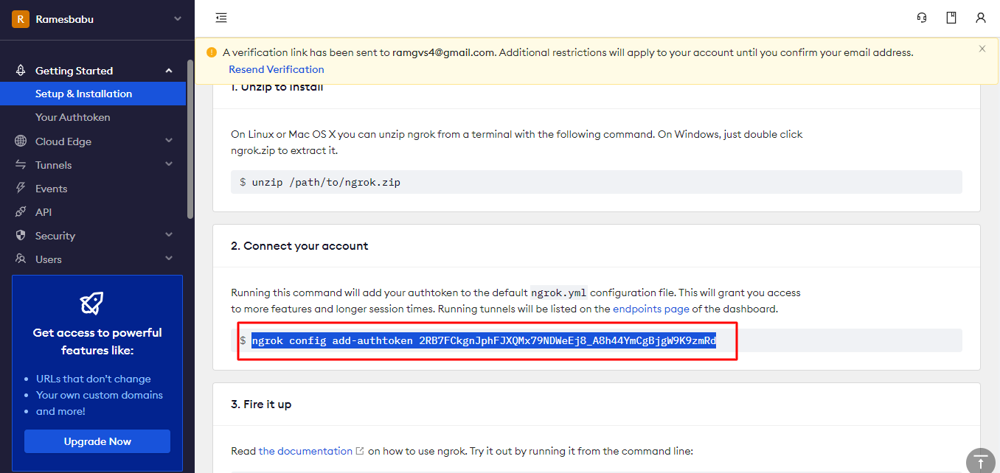 R Ramesbabu
Getting Started
Setup & Installation
Your Authtoken
Cloud Edge
Tunnels
Events
API
Security
Users
Get access to powerful
features like:
• URLs that don't change
• Your own custom domains
• and more!
Upgrade Now
A verification link has been sent to ramgvs4@gmail.com. Additional restrictions will apply to your account until you confirm your email address.
Resend Verification
1. Unzip to install
On Linux or Mac OS X you can unzip ngrok from a terminal with the following command. On Windows, just double click
ngrok.zip to extract it.
$ unzip /path/to/ngrok.zip
2. Connect your account
Running this command will add your authtoken to the default ngrok.yml configuration file. This will grant you access
to more features and longer session times. Running tunnels will be listed on the endpoints page of the dashboard.
$ ngrok config add-authtoken 2RB7FCkgnJphFJXQMx79NDWeEj8_A8h44YmCgBjgW9K9zmRd
3. Fire it up
Read the documentation on how to use ngrok. Try it out by running it from the command line: